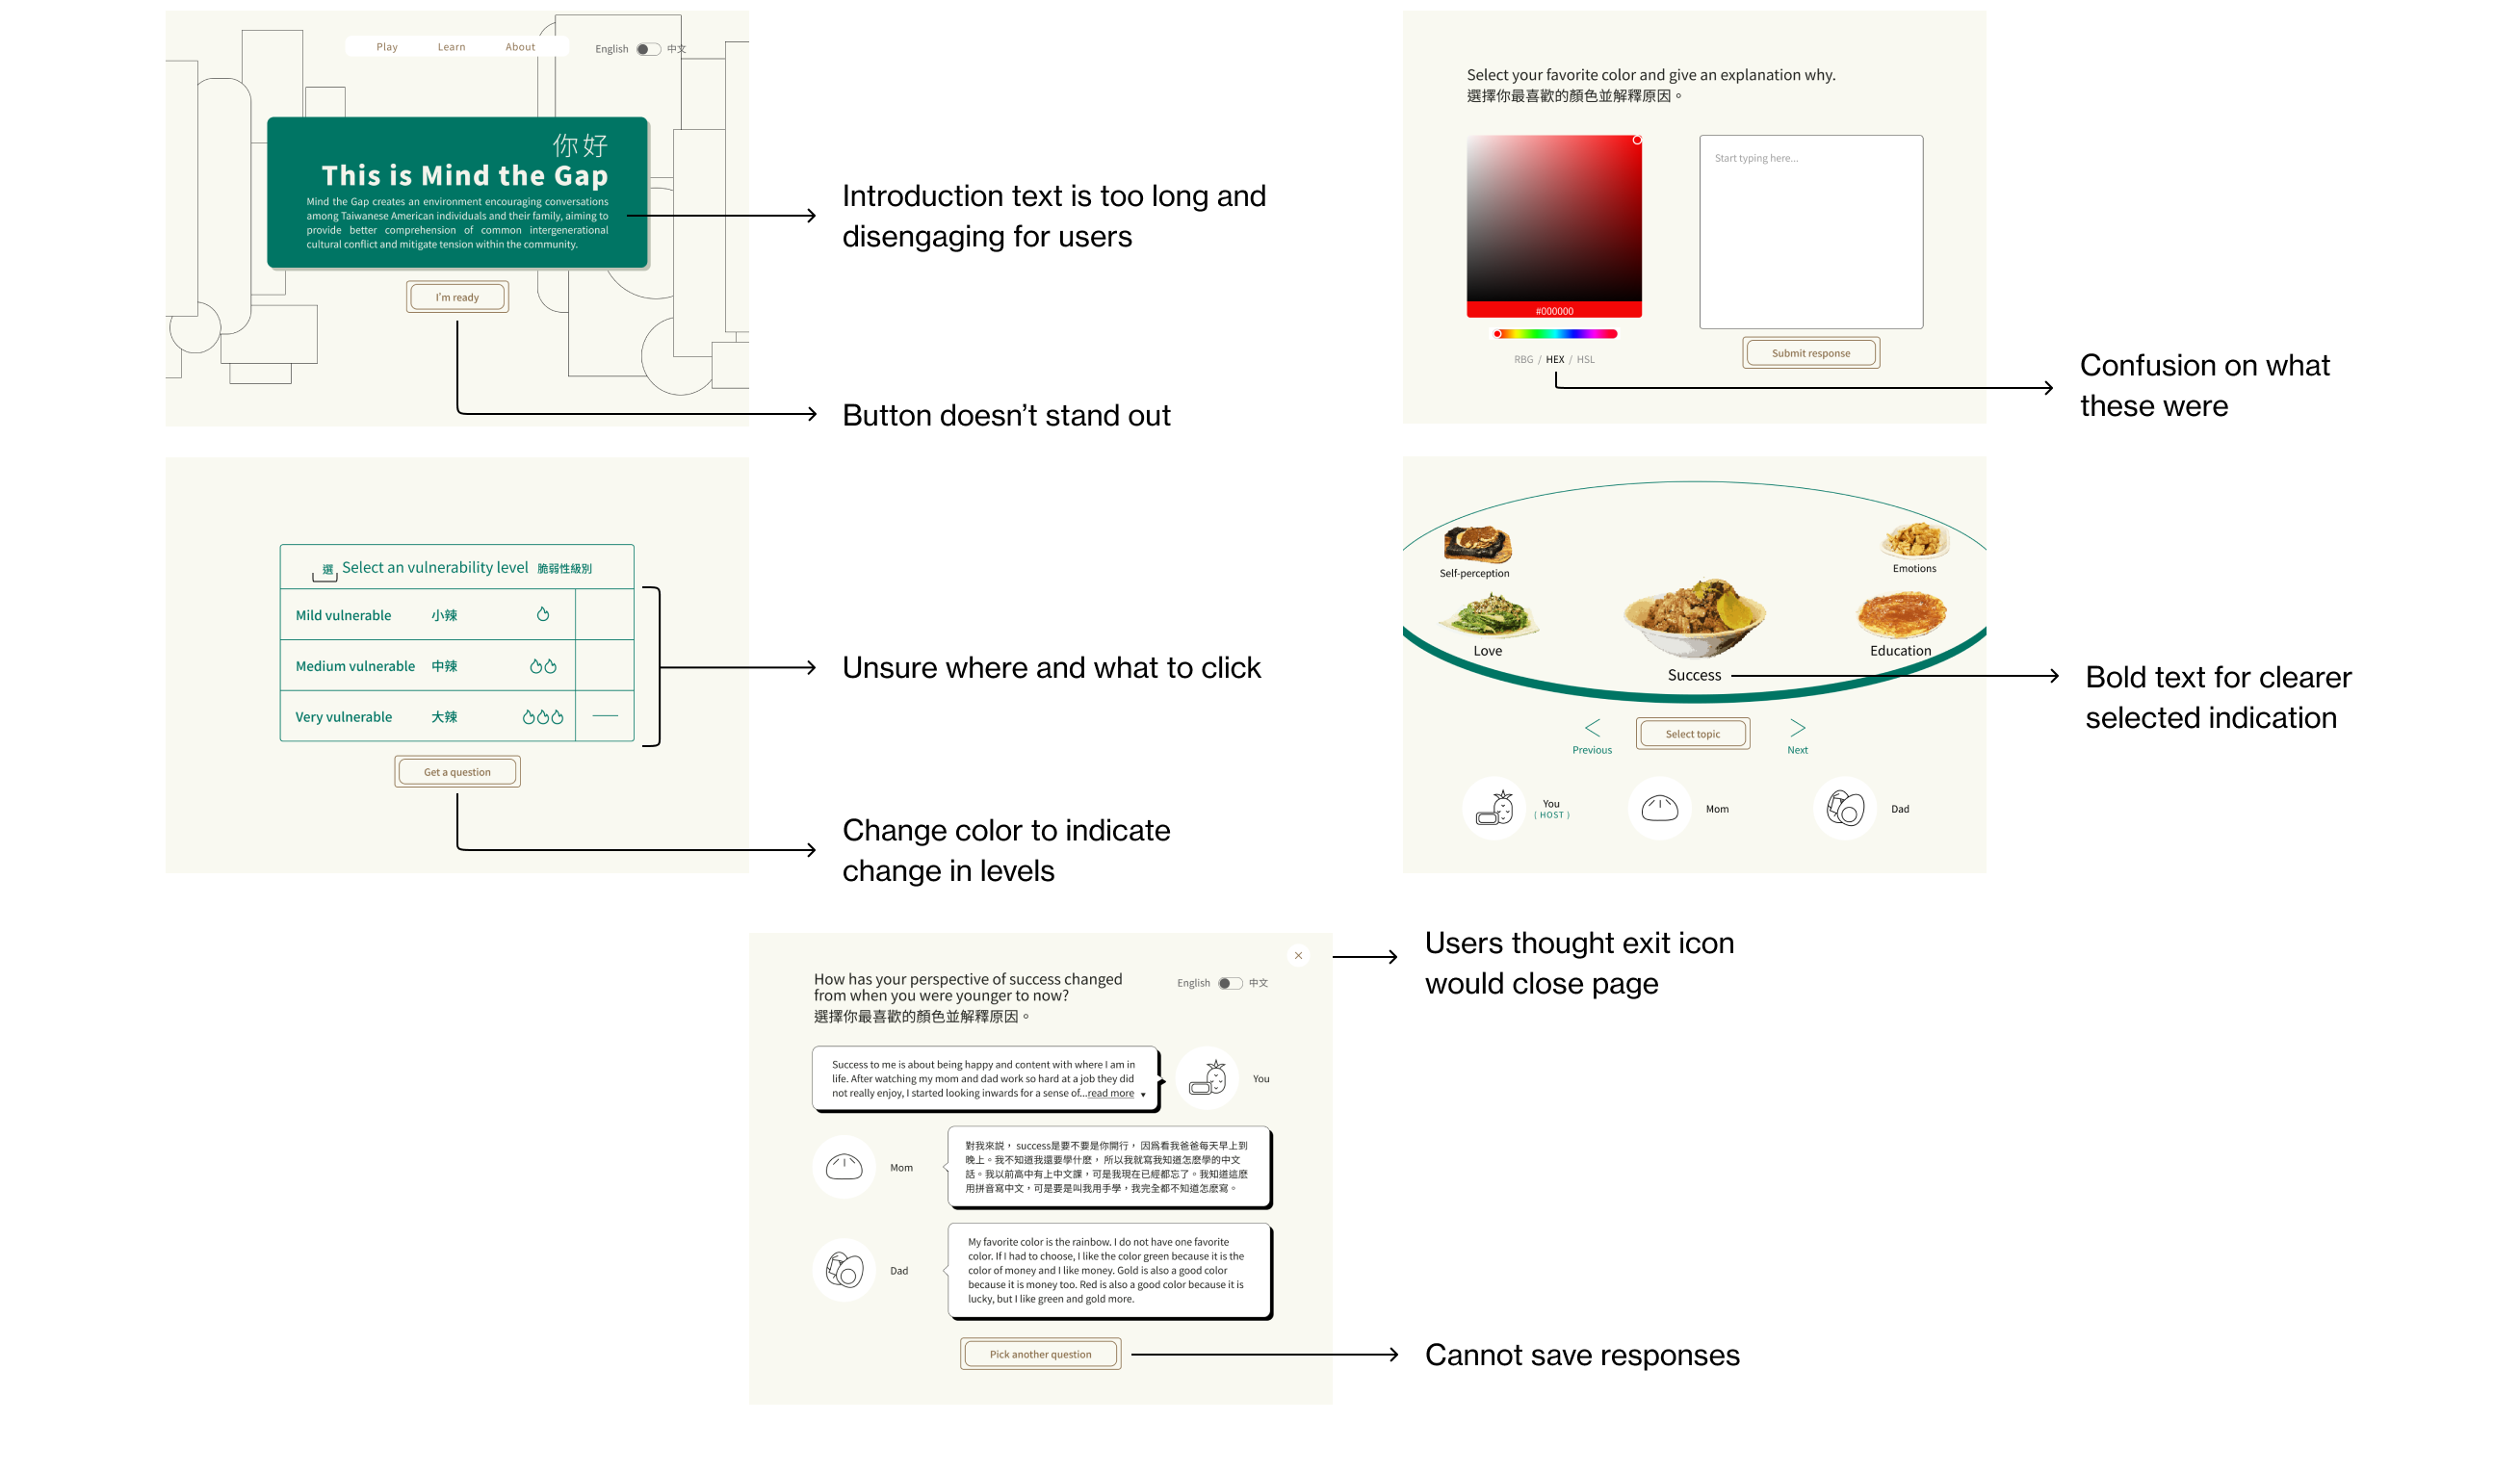 Play Learn About English 中文
你好
This is Mind the Gap
Mind the Gap creates an environment encouraging conversations
among Taiwanese American individuals and their family, aiming to
provide better comprehension of common intergenerational
cultural conflict and mitigate tension within the community.
I'm ready
Introduction text is too long and
disengaging for users
Button doesn't stand out
Select your favorite color and give an explanation why.
選擇你最喜歡的顏色並解釋原因。
Start typing here...
#000000
RBG / HEX / HSL
Submit response
Confusion on what
these were
選 Select an vulnerability level 脆弱性級別
Mild vulnerable 小辣
Medium vulnerable 中辣
Very vulnerable 大辣
Get a question
Unsure where and what to click
Change color to indicate
change in levels
Self-perception
Emotions
Love
Education
Success
Previous
Select topic
Next
You
( HOST )
Mom
Dad
Bold text for clearer
selected indication
How has your perspective of success changed
from when you were younger to now?
選擇你最喜歡的顏色並解釋原因。
English 中文
Success to me is about being happy and content with where I am in
life. After watching my mom and dad work so hard at a job they did
not really enjoy, I started looking inwards for a sense of...read more
You
Mom
對我來説， success是要不要是你開行， 因爲看我爸爸每天早上到
晚上。我不知道我還要學什麽， 所以我就寫我知道怎麽學的中文
話。我以前高中有上中文課，可是我現在已經都忘了。我知道這麽
用拼音寫中文，可是要是叫我用手學，我完全都不知道怎麽寫。
Dad
My favorite color is the rainbow. I do not have one favorite
color. If I had to choose, I like the color green because it is the
color of money and I like money. Gold is also a good color
because it is money too. Red is also a good color because it is
lucky, but I like green and gold more.
Pick another question
Users thought exit icon
would close page
Cannot save responses